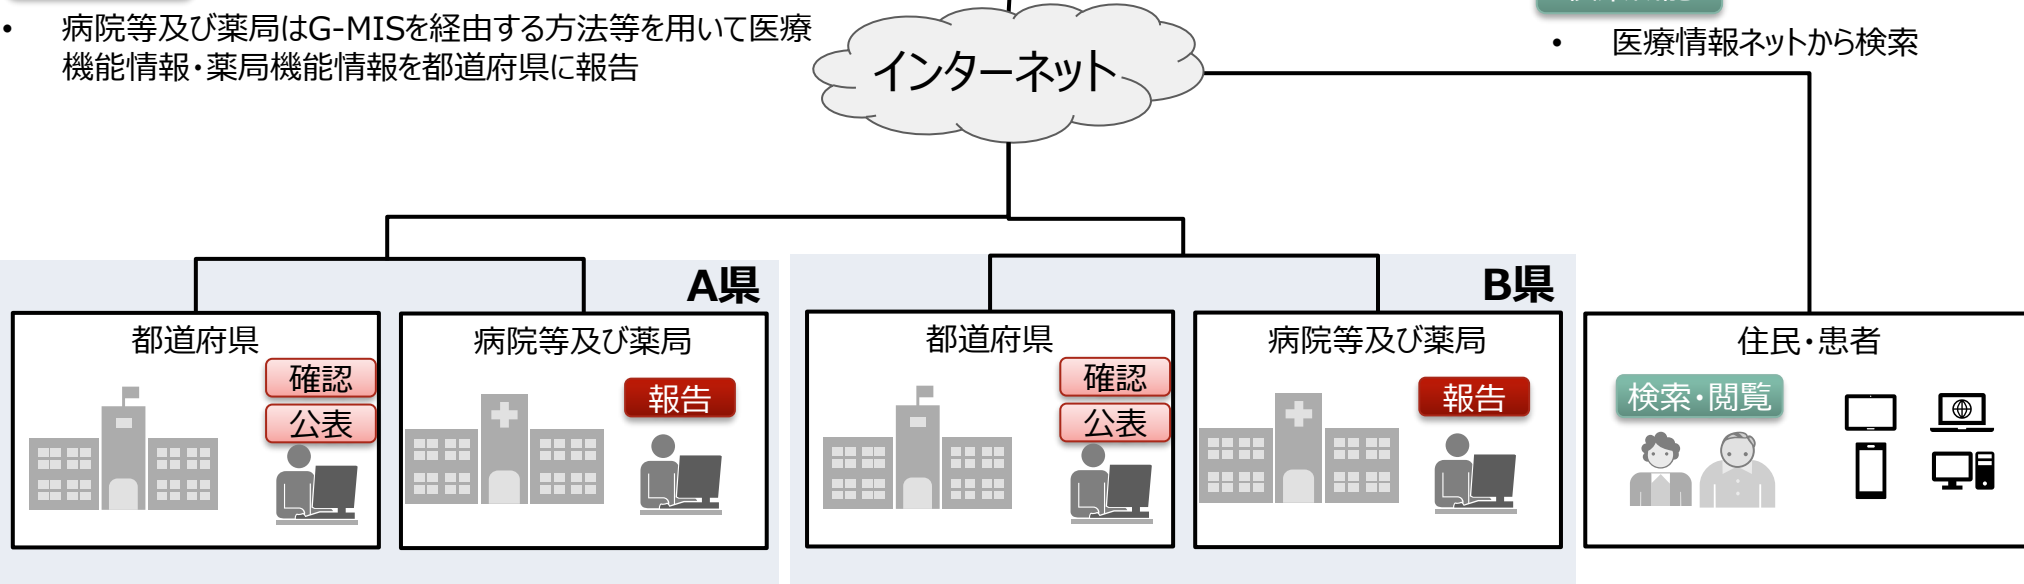 • 病院等及び薬局はG-MISを経由する方法等を用いて医療
機能情報・薬局機能情報を都道府県に報告
インターネット
• 医療情報ネットから検索
A県
都道府県
確認
公表
病院等及び薬局
報告
B県
都道府県
確認
公表
病院等及び薬局
報告
住民・患者
検索・閲覧